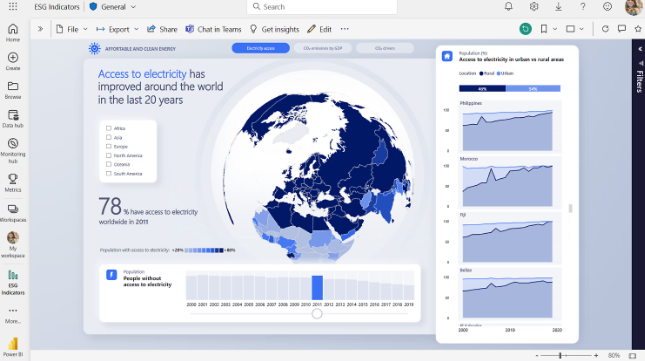 ESG Indicators
General
Search
File
Export
Share
Chat in Teams
Get insights
Edit
Home
Create
Browse
Data hub
Monitoring
hub
Metrics
Workspaces
My
workspace
ESG
Indicators
More...
Power BI
AFFORDABLE AND CLEAN ENERGY
Electricity access
CO₂ emissions by GDP
CO₂ drivers
Access to electricity has
improved around the world
in the last 20 years
Africa
Asia
Europe
North America
Oceania
South America
78 % have access to electricity
worldwide in 2011
Population with access to electricity: <20% >80%
Population
People without
access to electricity
2000 2001 2002 2003 2004 2005 2006 2007 2008 2009 2010 2011 2012 2013 2014 2015 2016 2017 2018 2019
Population (%)
Access to electricity in urban vs rural areas
Location Rural Urban
46% 54%
Philippines
100
50
Morocco
100
50
Fiji
100
50
Belize
100
50
2000 2010 2020
Filters
80%